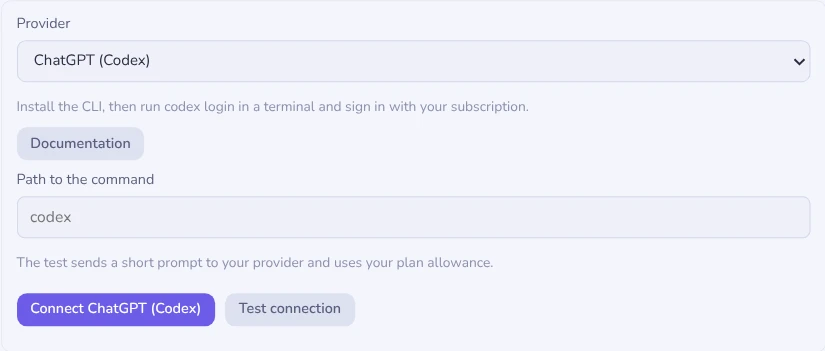 Provider
ChatGPT (Codex)
Install the CLI, then run codex login in a terminal and sign in with your subscription.
Documentation
Path to the command
codex
The test sends a short prompt to your provider and uses your plan allowance.
Connect ChatGPT (Codex) Test connection